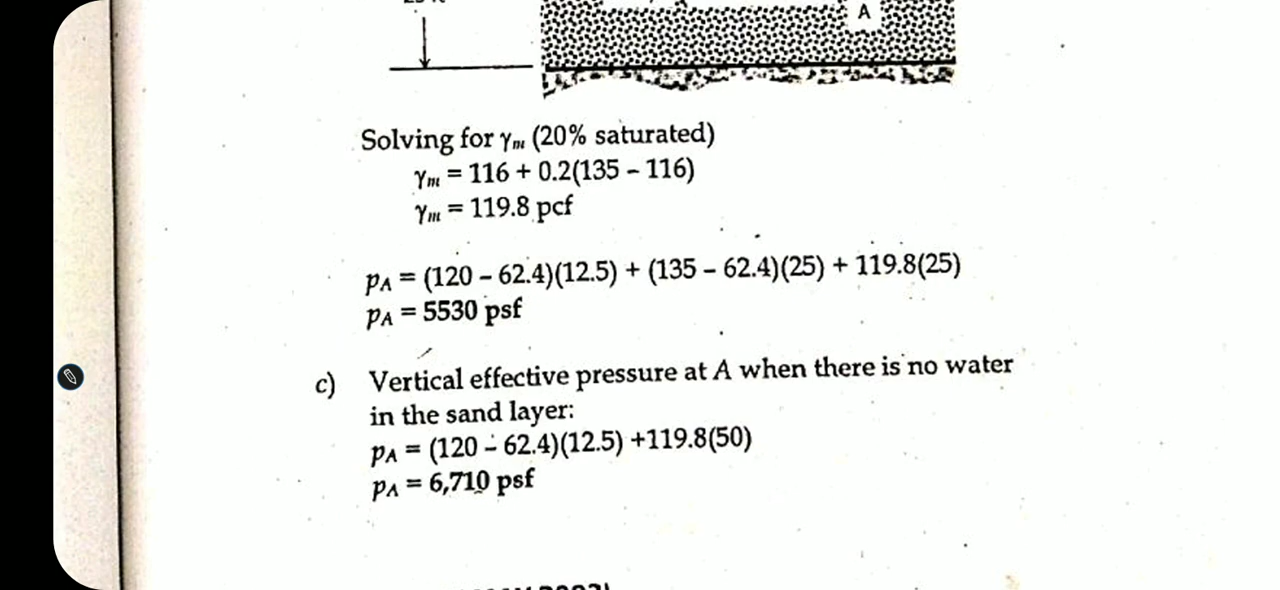 A
Solving for γm (20% saturated)
γm = 116 + 0.2(135 – 116)
γm = 119.8 pcf
pA = (120 – 62.4)(12.5) + (135 – 62.4)(25) + 119.8(25)
pA = 5530 psf
c) Vertical effective pressure at A when there is no water
in the sand layer:
pA = (120 – 62.4)(12.5) +119.8(50)
pA = 6,710 psf